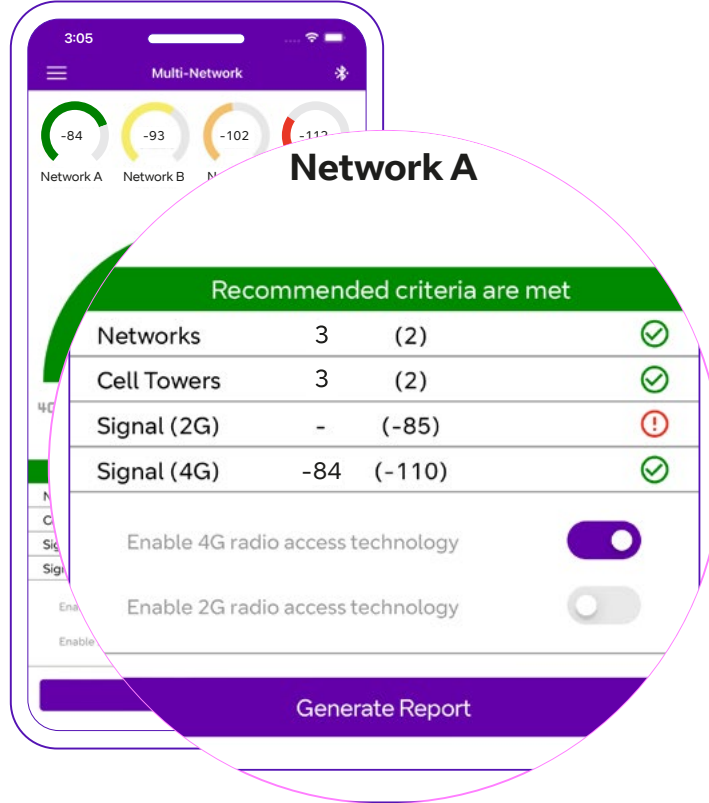 3:05
Multi-Network
-84 -93 -102
Network A Network B
Network A
Recommended criteria are met
Networks 3 (2)
Cell Towers 3 (2)
Signal (2G) - (-85)
Signal (4G) -84 (-110)
Enable 4G radio access technology
Enable 2G radio access technology
Enable
Generate Report